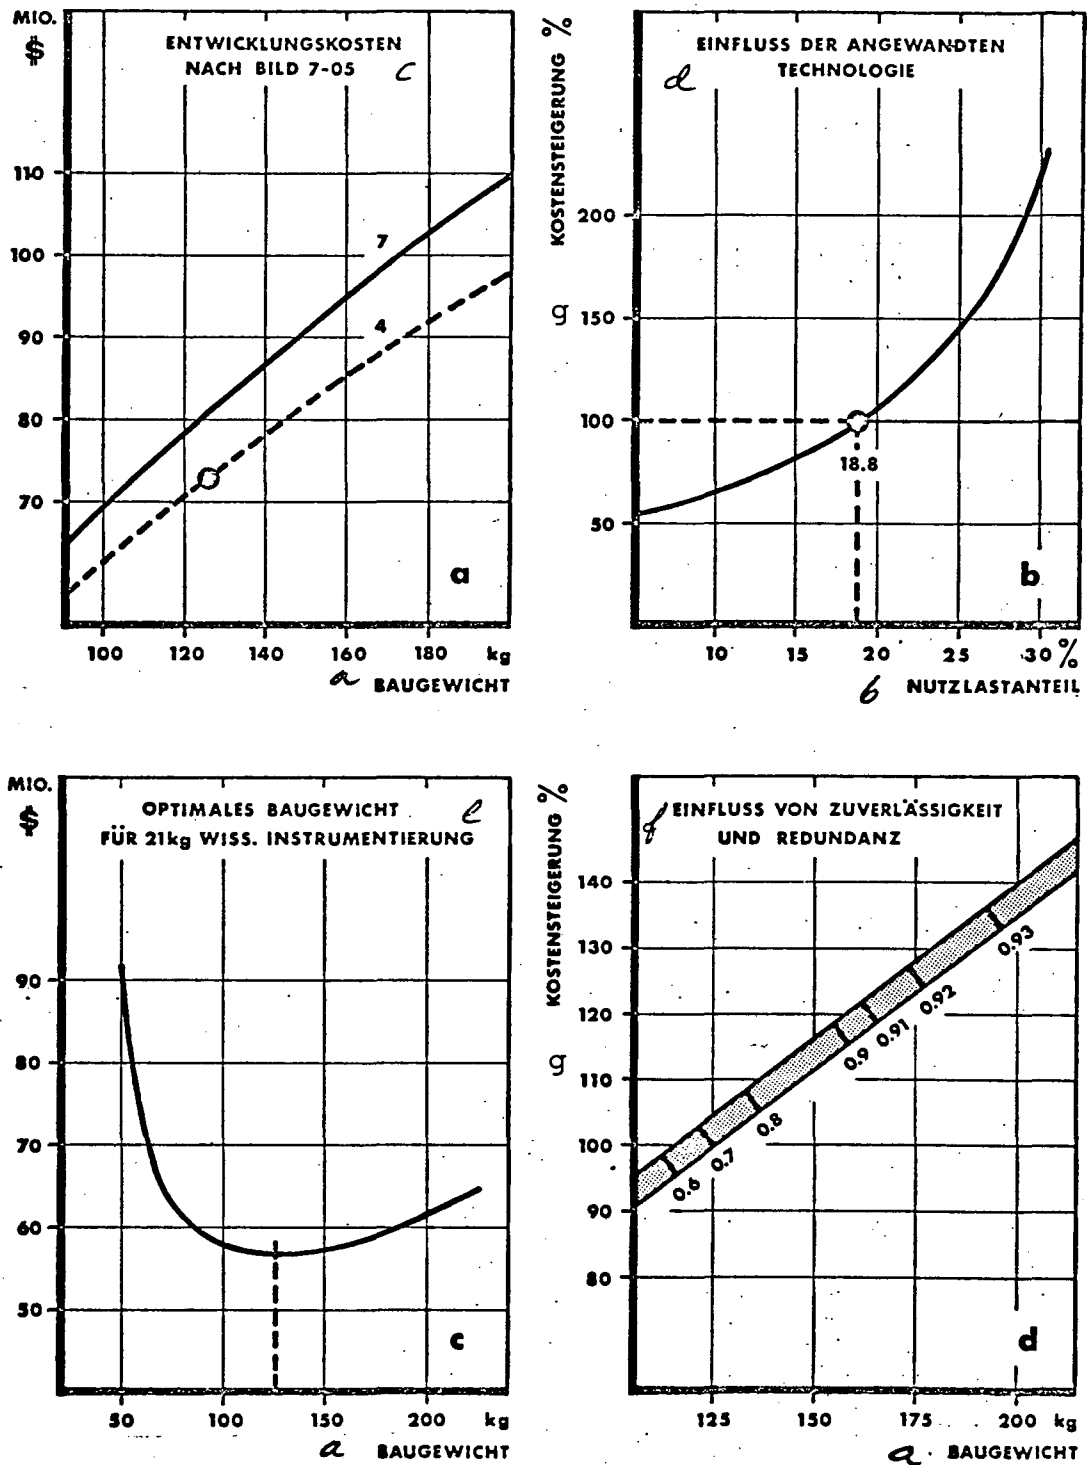 MIO.
$
ENTWICKLUNGSKOSTEN
NACH BILD 7-05 c
110
100
90
80
70
7
4
a
100 120 140 160 180 kg
a BAUGEWICHT
KOSTENSTEIGERUNG %
EINFLUSS DER ANGEWANDTEN
d TECHNOLOGIE
200
150
100
50
18.8
b
10 15 20 25 30 %
b NUTZLASTANTEIL
MIO.
$
OPTIMALES BAUGEWICHT e
FÜR 21kg WISS. INSTRUMENTIERUNG
90
80
70
60
50
c
50 100 150 200 kg
a BAUGEWICHT
KOSTENSTEIGERUNG %
f EINFLUSS VON ZUVERLÄSSIGKEIT
UND REDUNDANZ
140
130
120
110
100
90
80
0.6 0.7 0.8 0.9 0.91 0.92 0.93
d
125 150 175 200 kg
a. BAUGEWICHT